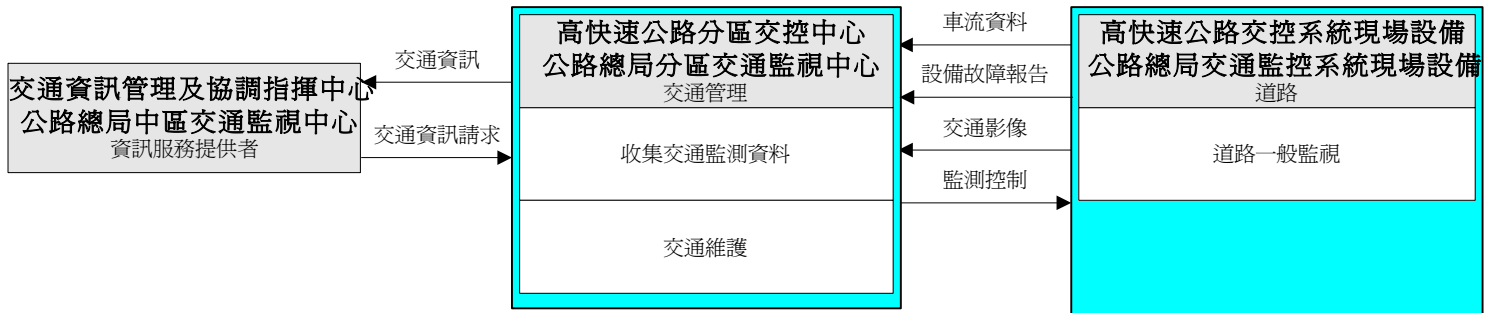 交通資訊管理及協調指揮中心
公路總局中區交通監視中心
資訊服務提供者
交通資訊
交通資訊請求
高快速公路分區交控中心
公路總局分區交通監視中心
交通管理
收集交通監測資料
交通維護
車流資料
設備故障報告
交通影像
監測控制
高快速公路交控系統現場設備
公路總局交通監控系統現場設備
道路
道路一般監視